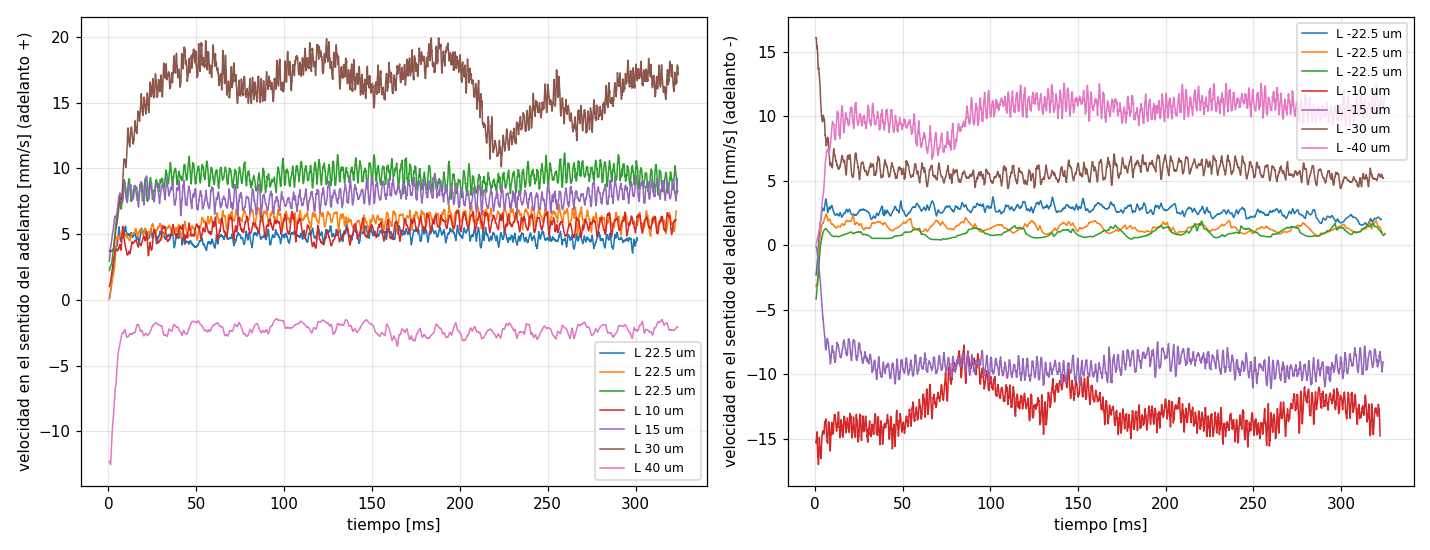 velocidad en el sentido del adelanto [mm/s] (adelanto +)
20
15
10
5
0
−5
−10
0
50
100
150
200
250
300
tiempo [ms]
L 22.5 um
L 22.5 um
L 22.5 um
L 10 um
L 15 um
L 30 um
L 40 um
velocidad en el sentido del adelanto [mm/s] (adelanto -)
15
10
5
0
−5
−10
−15
0
50
100
150
200
250
300
tiempo [ms]
L -22.5 um
L -22.5 um
L -22.5 um
L -10 um
L -15 um
L -30 um
L -40 um